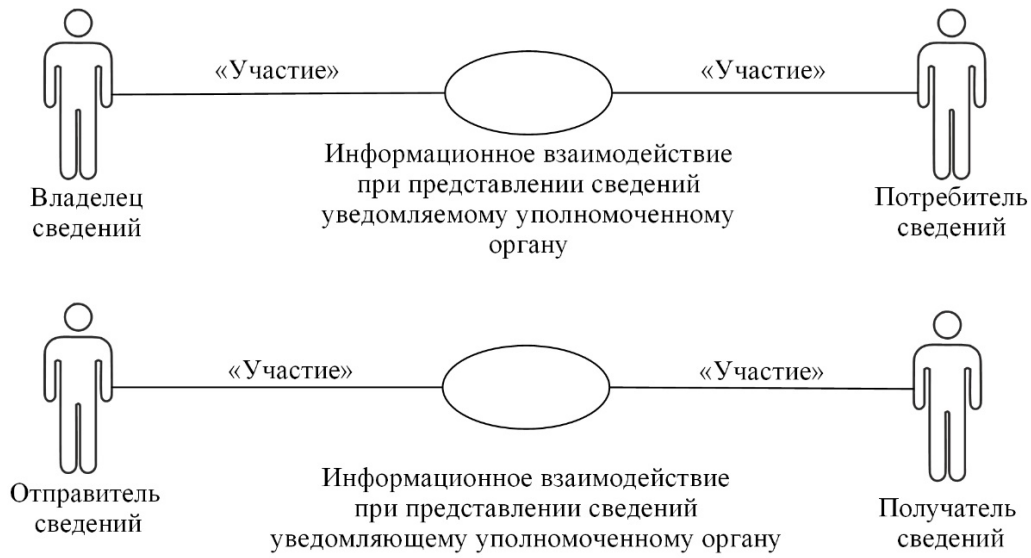 «Участие»
«Участие»
Информационное взаимодействие
при представлении сведений
уведомляемому уполномоченному
органу
Владелец
сведений
Потребитель
сведений
«Участие»
«Участие»
Информационное взаимодействие
при представлении сведений
уведомляющему уполномоченному органу
Отправитель
сведений
Получатель
сведений